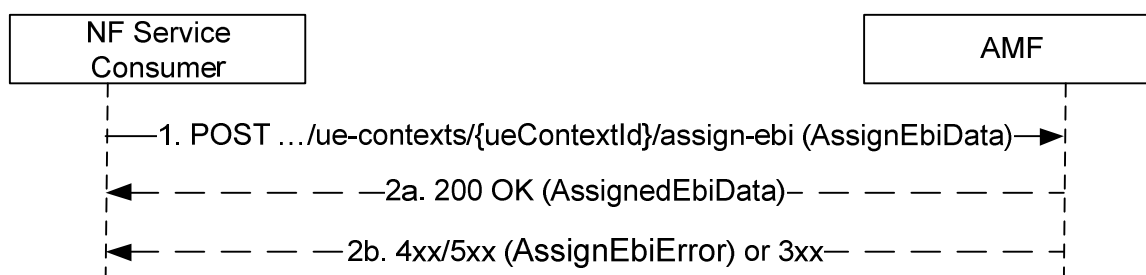 NF Service
Consumer
AMF
1. POST …/ue-contexts/{ueContextId}/assign-ebi (AssignEbiData)
2a. 200 OK (AssignedEbiData)
2b. 4xx/5xx (AssignEbiError) or 3xx